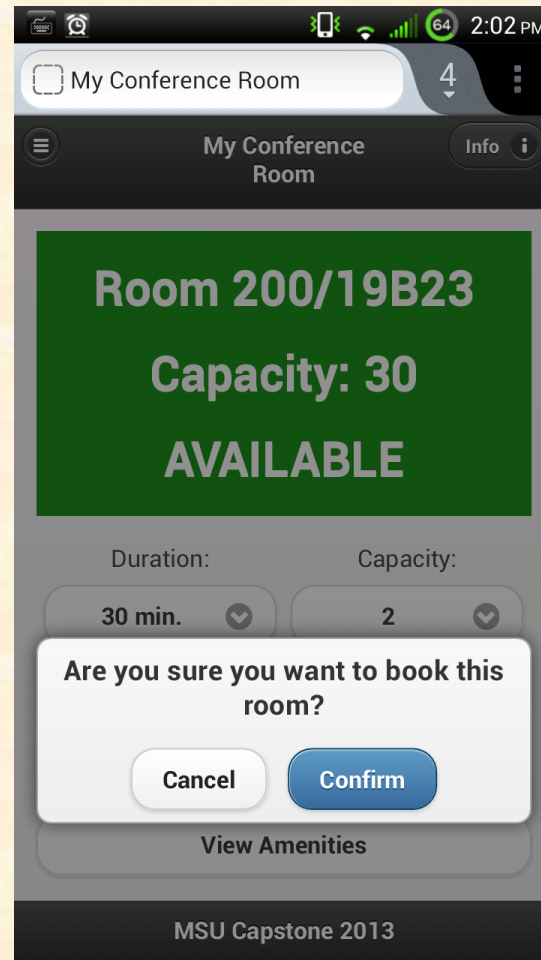 64 2:02 PM
My Conference Room
4
My Conference
Room
Info i
Room 200/19B23
Capacity: 30
AVAILABLE
Duration: Capacity:
30 min. 2
Are you sure you want to book this
room?
Cancel Confirm
View Amenities
MSU Capstone 2013